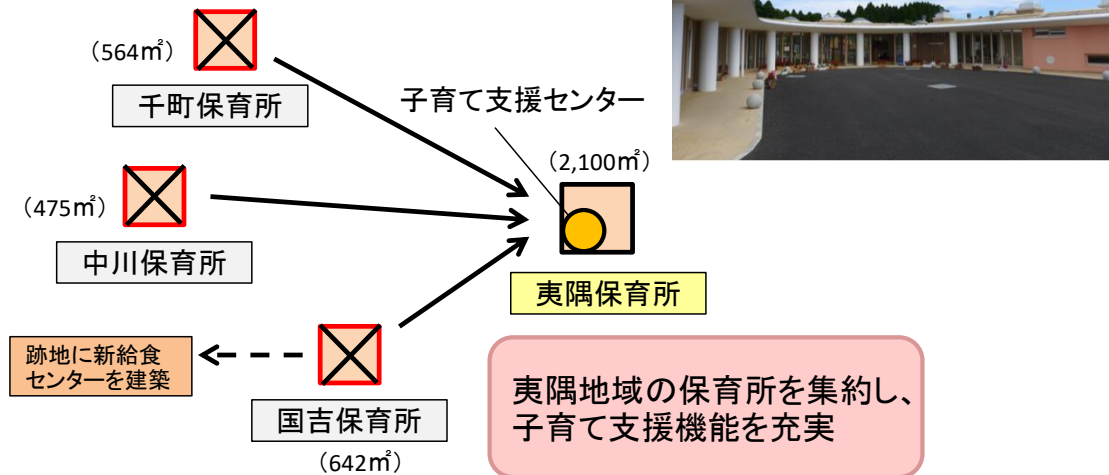 （564㎡）
千町保育所
子育て支援センター
（2,100㎡）
（475㎡）
中川保育所
夷隅保育所
跡地に新給食
センターを建築
国吉保育所
（642㎡）
夷隅地域の保育所を集約し、
子育て支援機能を充実